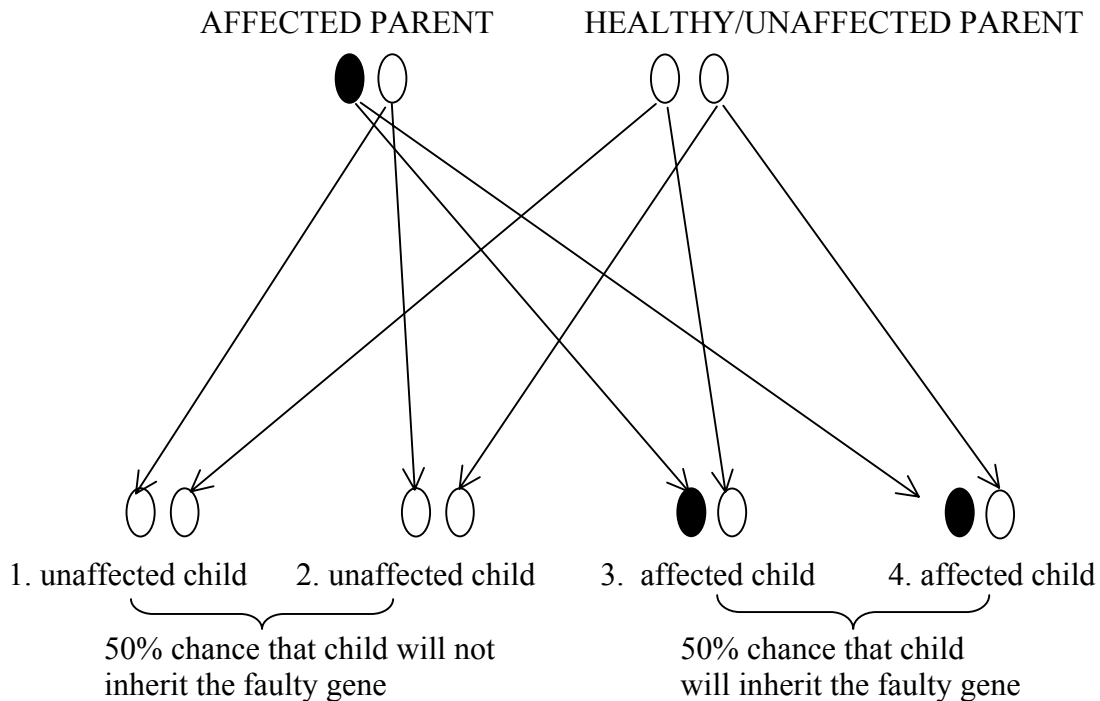 AFFECTED PARENT HEALTHY/UNAFFECTED PARENT
1. unaffected child 2. unaffected child 3. affected child 4. affected child
50% chance that child will not
inherit the faulty gene
50% chance that child
will inherit the faulty gene